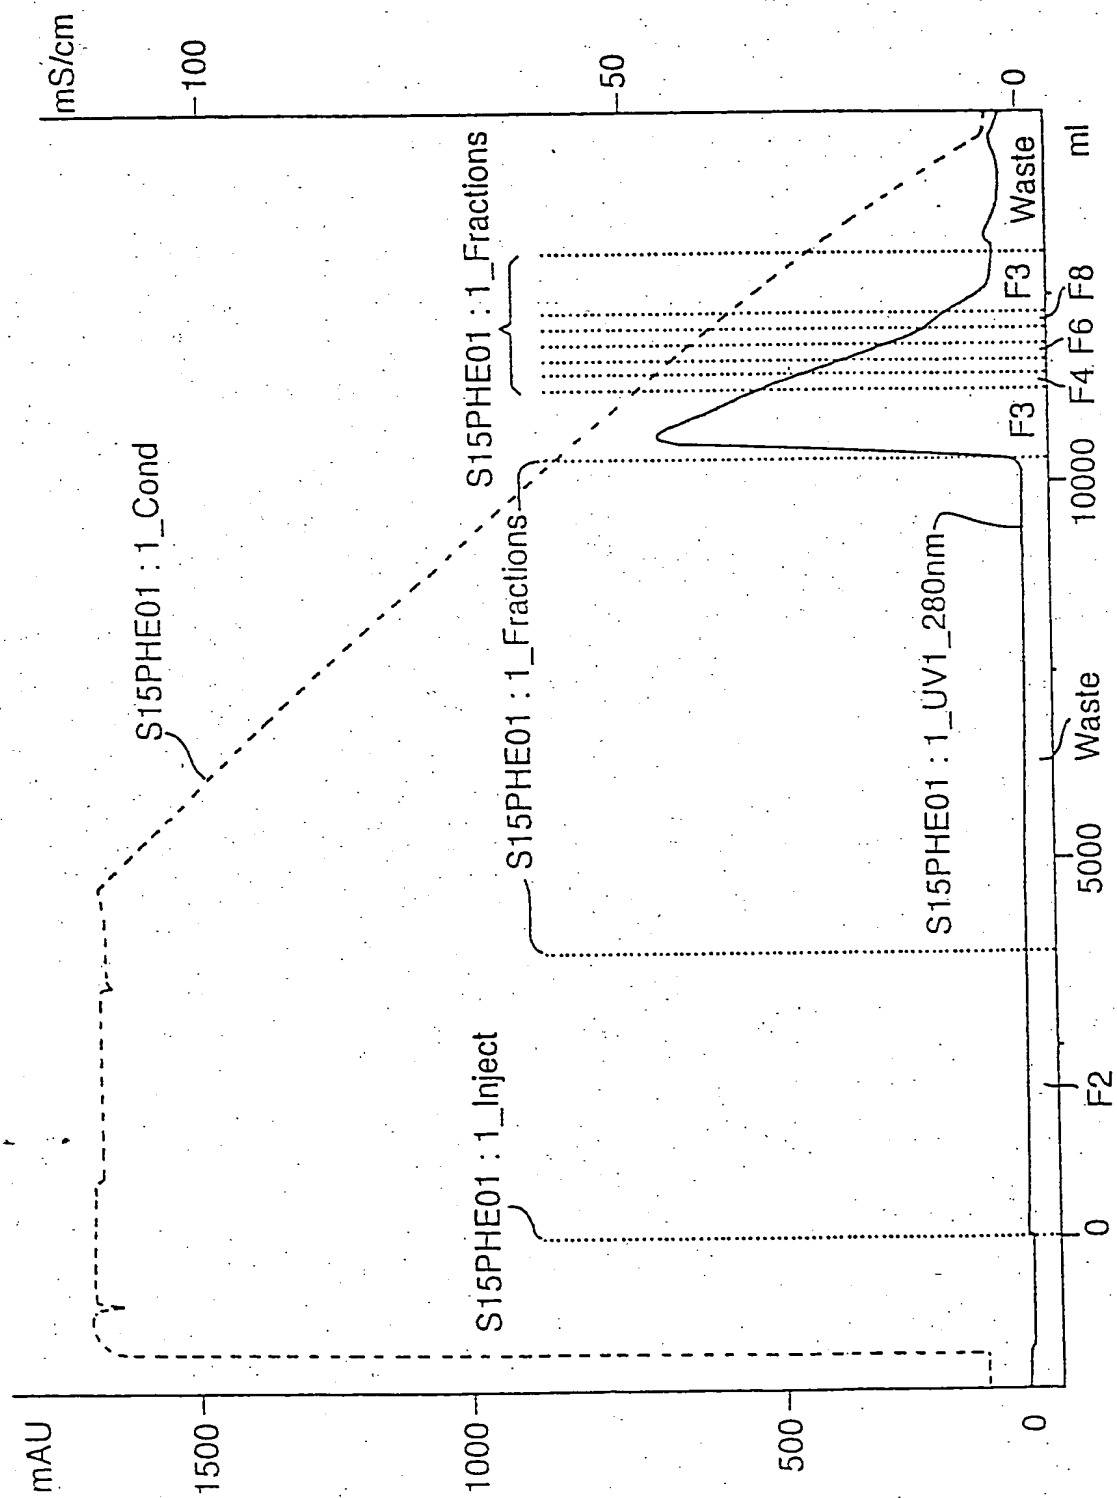 mAU
mS/cm
1500
1000
500
0
100
50
0
S15PHE01 : 1_Cond
S15PHE01 : 1_Inject
S15PHE01 : 1_Fractions
S15PHE01 : 1_Fractions
S15PHE01 : 1_UV1_280nm
F3
F3
Waste
0
F2
5000
Waste
10000
F4
F6
F8
ml